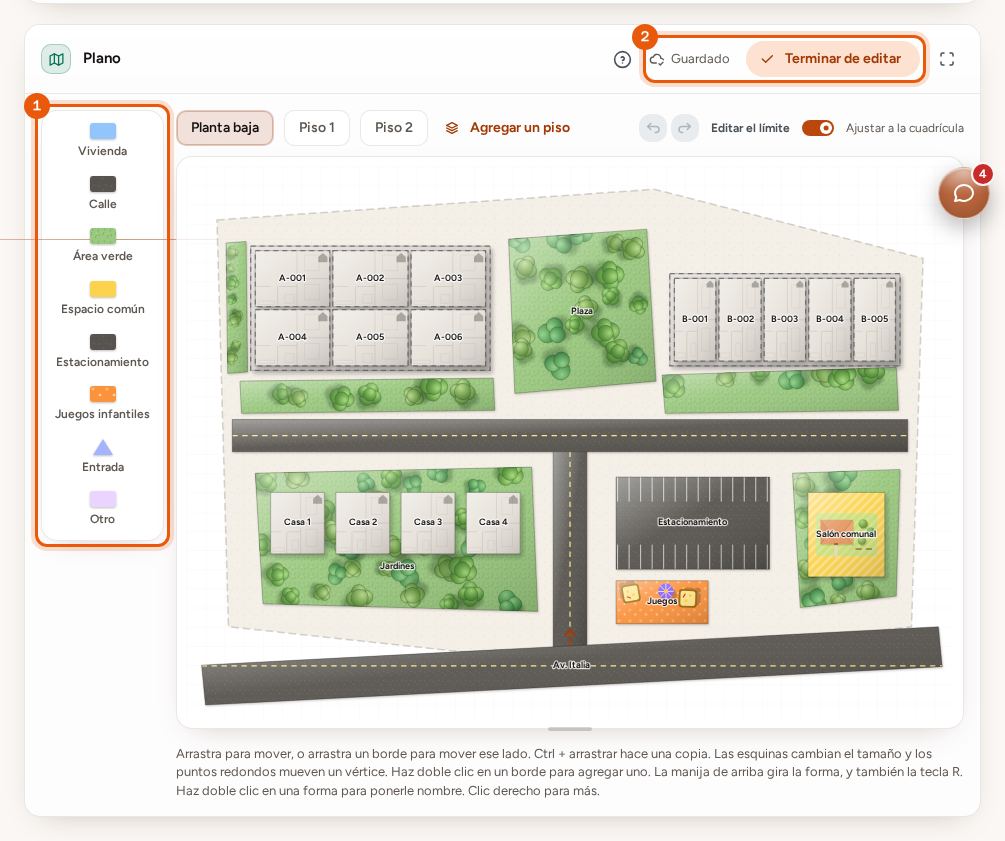 Plano
2
Guardado
Terminar de editar
1
Vivienda
Calle
Área verde
Espacio común
Estacionamiento
Juegos infantiles
Entrada
Otro
Planta baja
Piso 1
Piso 2
Agregar un piso
Editar el límite
Ajustar a la cuadrícula
4
A-001
A-002
A-003
A-004
A-005
A-006
Plaza
B-001
B-002
B-003
B-004
B-005
Casa 1
Casa 2
Casa 3
Casa 4
Jardines
Estacionamiento
Salón comunal
Juegos
Av. Italia
Arrastra para mover, o arrastra un borde para mover ese lado. Ctrl + arrastrar hace una copia. Las esquinas cambian el tamaño y los
puntos redondos mueven un vértice. Haz doble clic en un borde para agregar uno. La manija de arriba gira la forma, y también la tecla R.
Haz doble clic en una forma para ponerle nombre. Clic derecho para más.